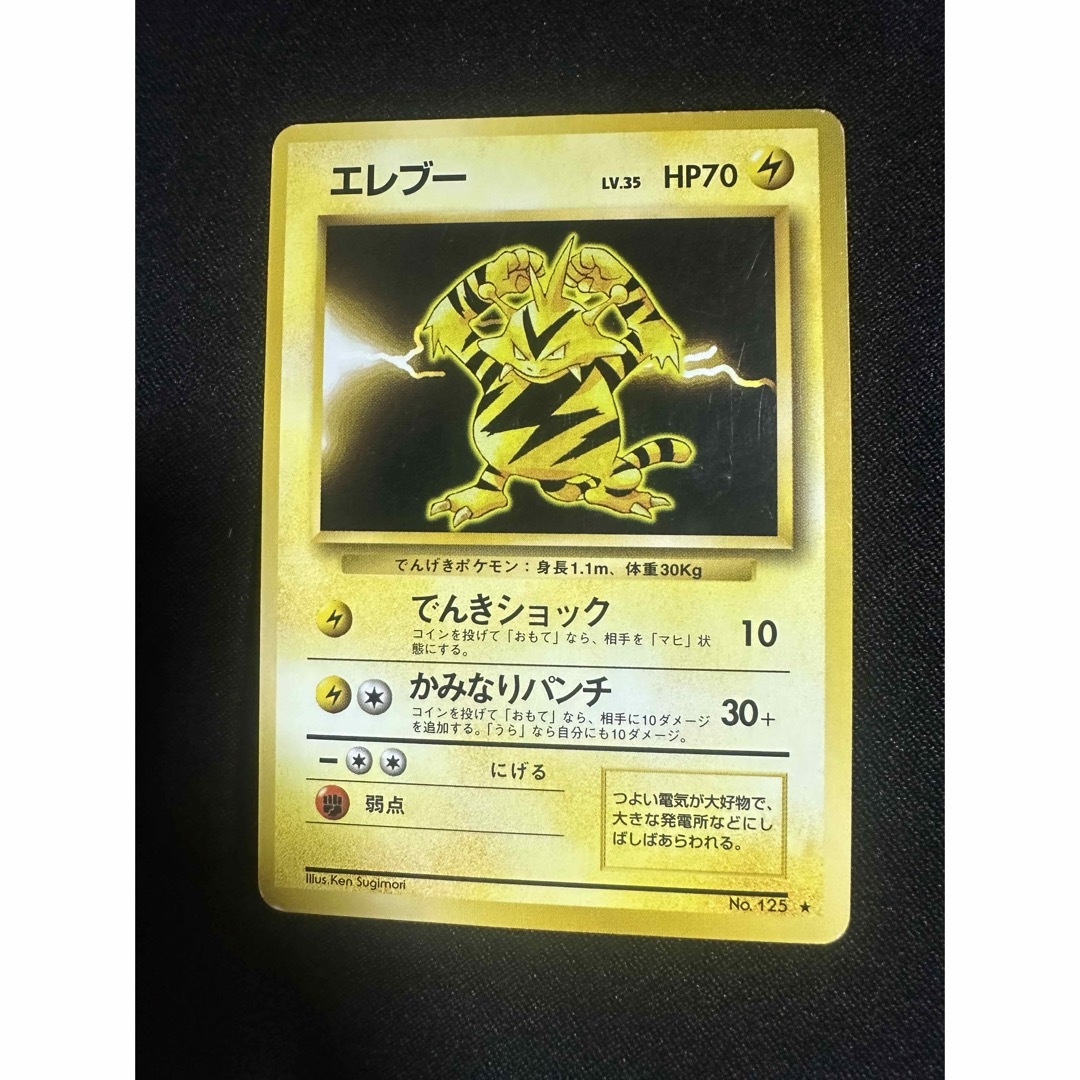 エレブー LV.35 HP70
でんげきポケモン：身長1.1m、体重30Kg
でんきショック 10
コインを投げて「おもて」なら、相手を「マヒ」状
態にする。
かみなりパンチ 30+
コインを投げて「おもて」なら、相手に10ダメージ
を追加する。「うら」なら自分にも10ダメージ。
にげる
弱点
つよい電気が大好物で、
大きな発電所などにし
ばしばあらわれる。
Illus.Ken Sugimori
No. 125 ★